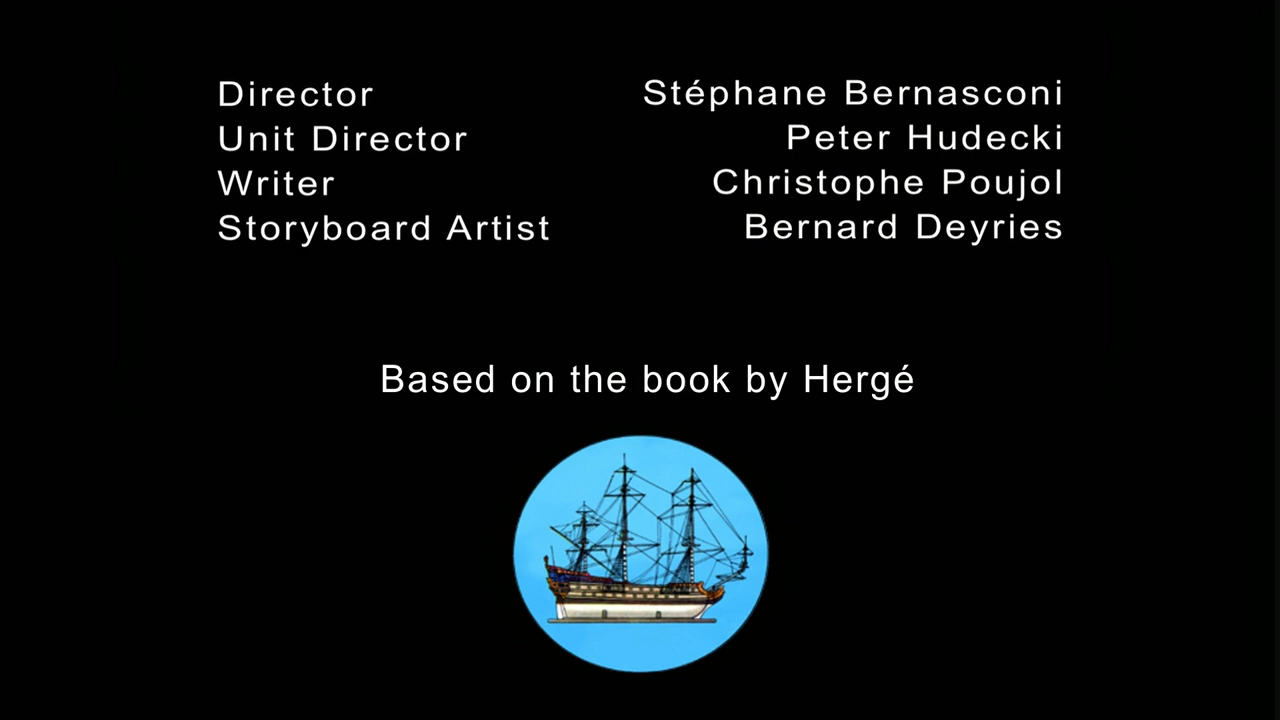 Director Stéphane Bernasconi
Unit Director Peter Hudecki
Writer Christophe Poujol
Storyboard Artist Bernard Deyries
Based on the book by Hergé